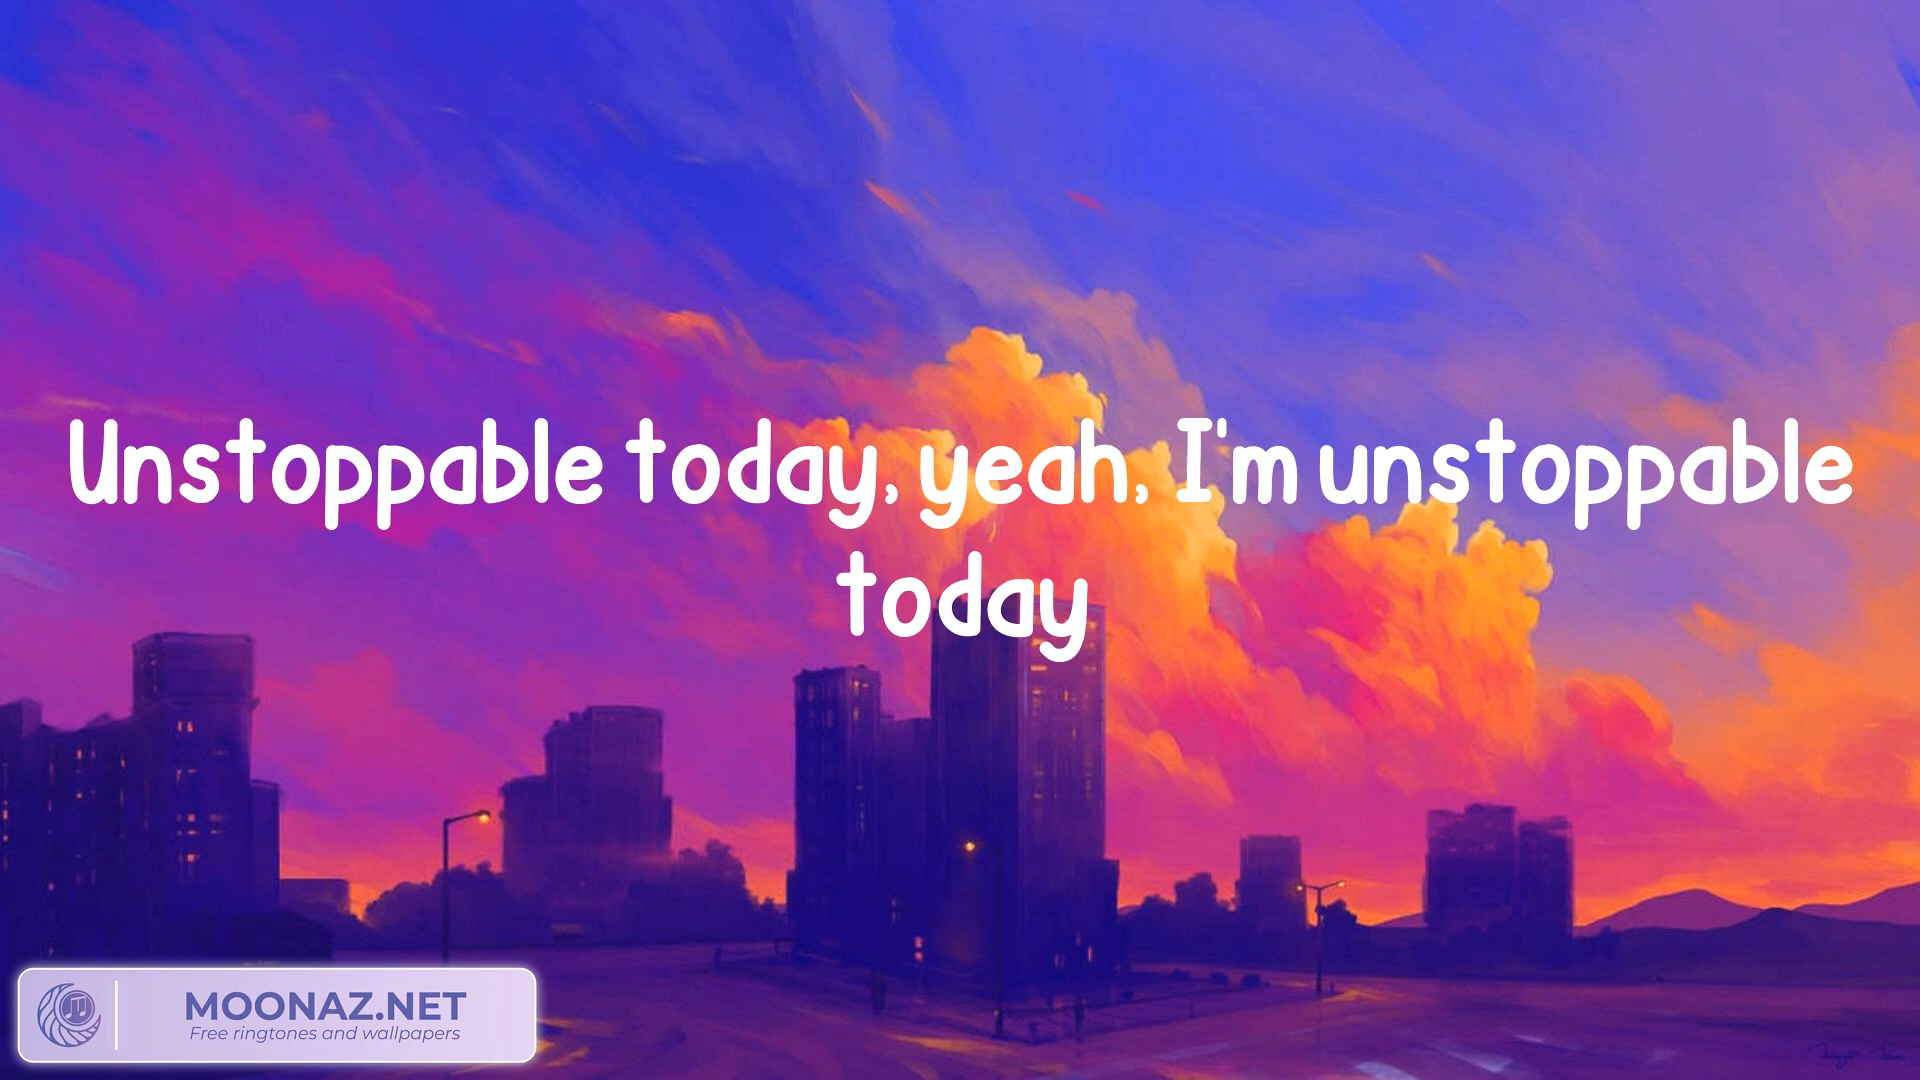 Unstoppable today, yeah, I'm unstoppable
today
MOONAZ.NET
Free ringtones and wallpapers